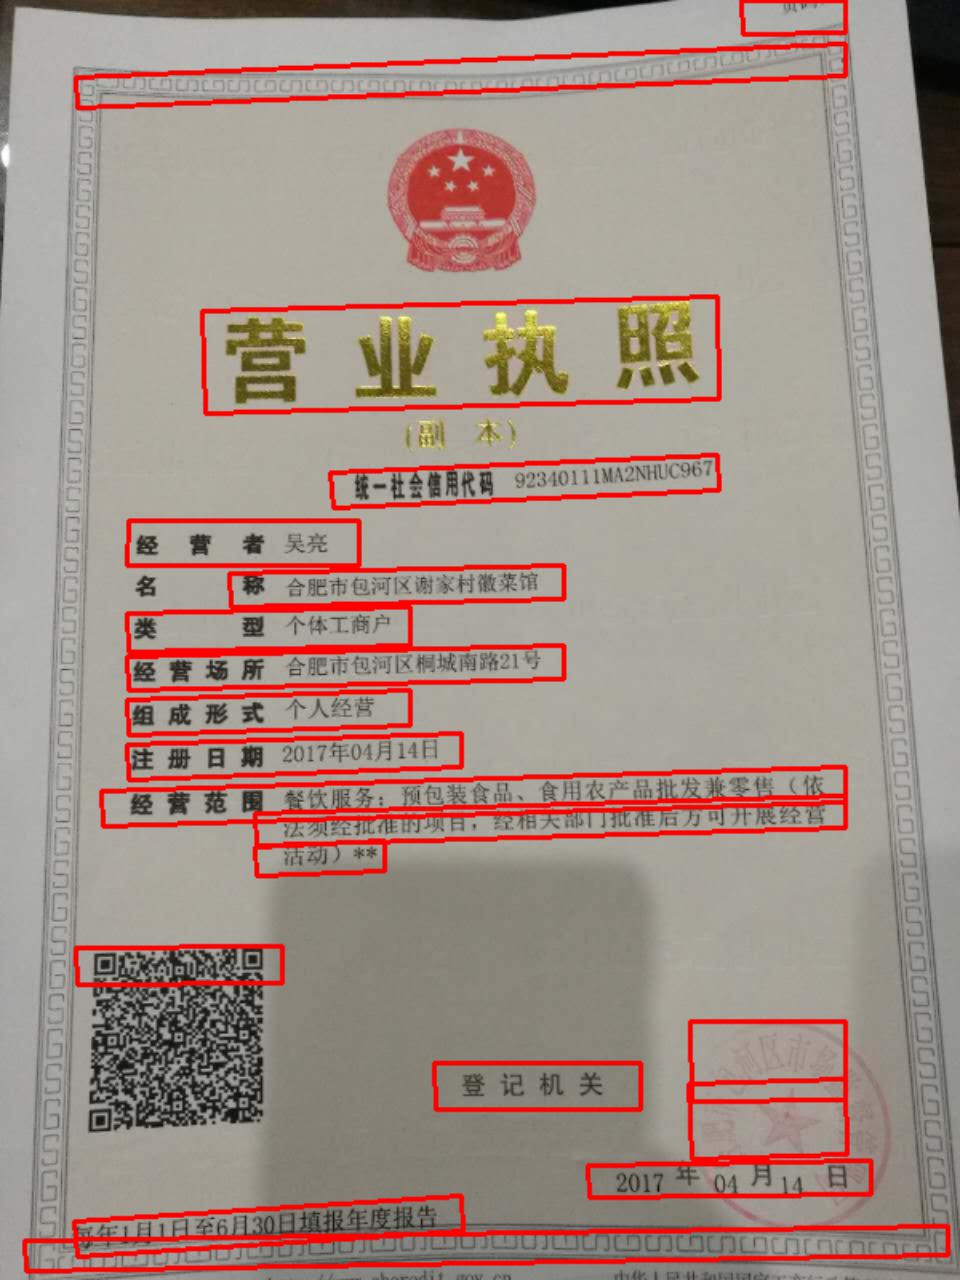 营业执照
(副 本)
统一社会信用代码 92340111MA2NHUC967
经营者 吴亮
名称 合肥市包河区谢家村徽菜馆
类型 个体工商户
经营场所 合肥市包河区桐城南路21号
组成形式 个人经营
注册日期 2017年04月14日
经营范围 餐饮服务；预包装食品、食用农产品批发兼零售（依
法须经批准的项目，经相关部门批准后方可开展经营
活动）**
登记机关
2017 年 04 月 14 日
每年1月1日至6月30日填报年度报告